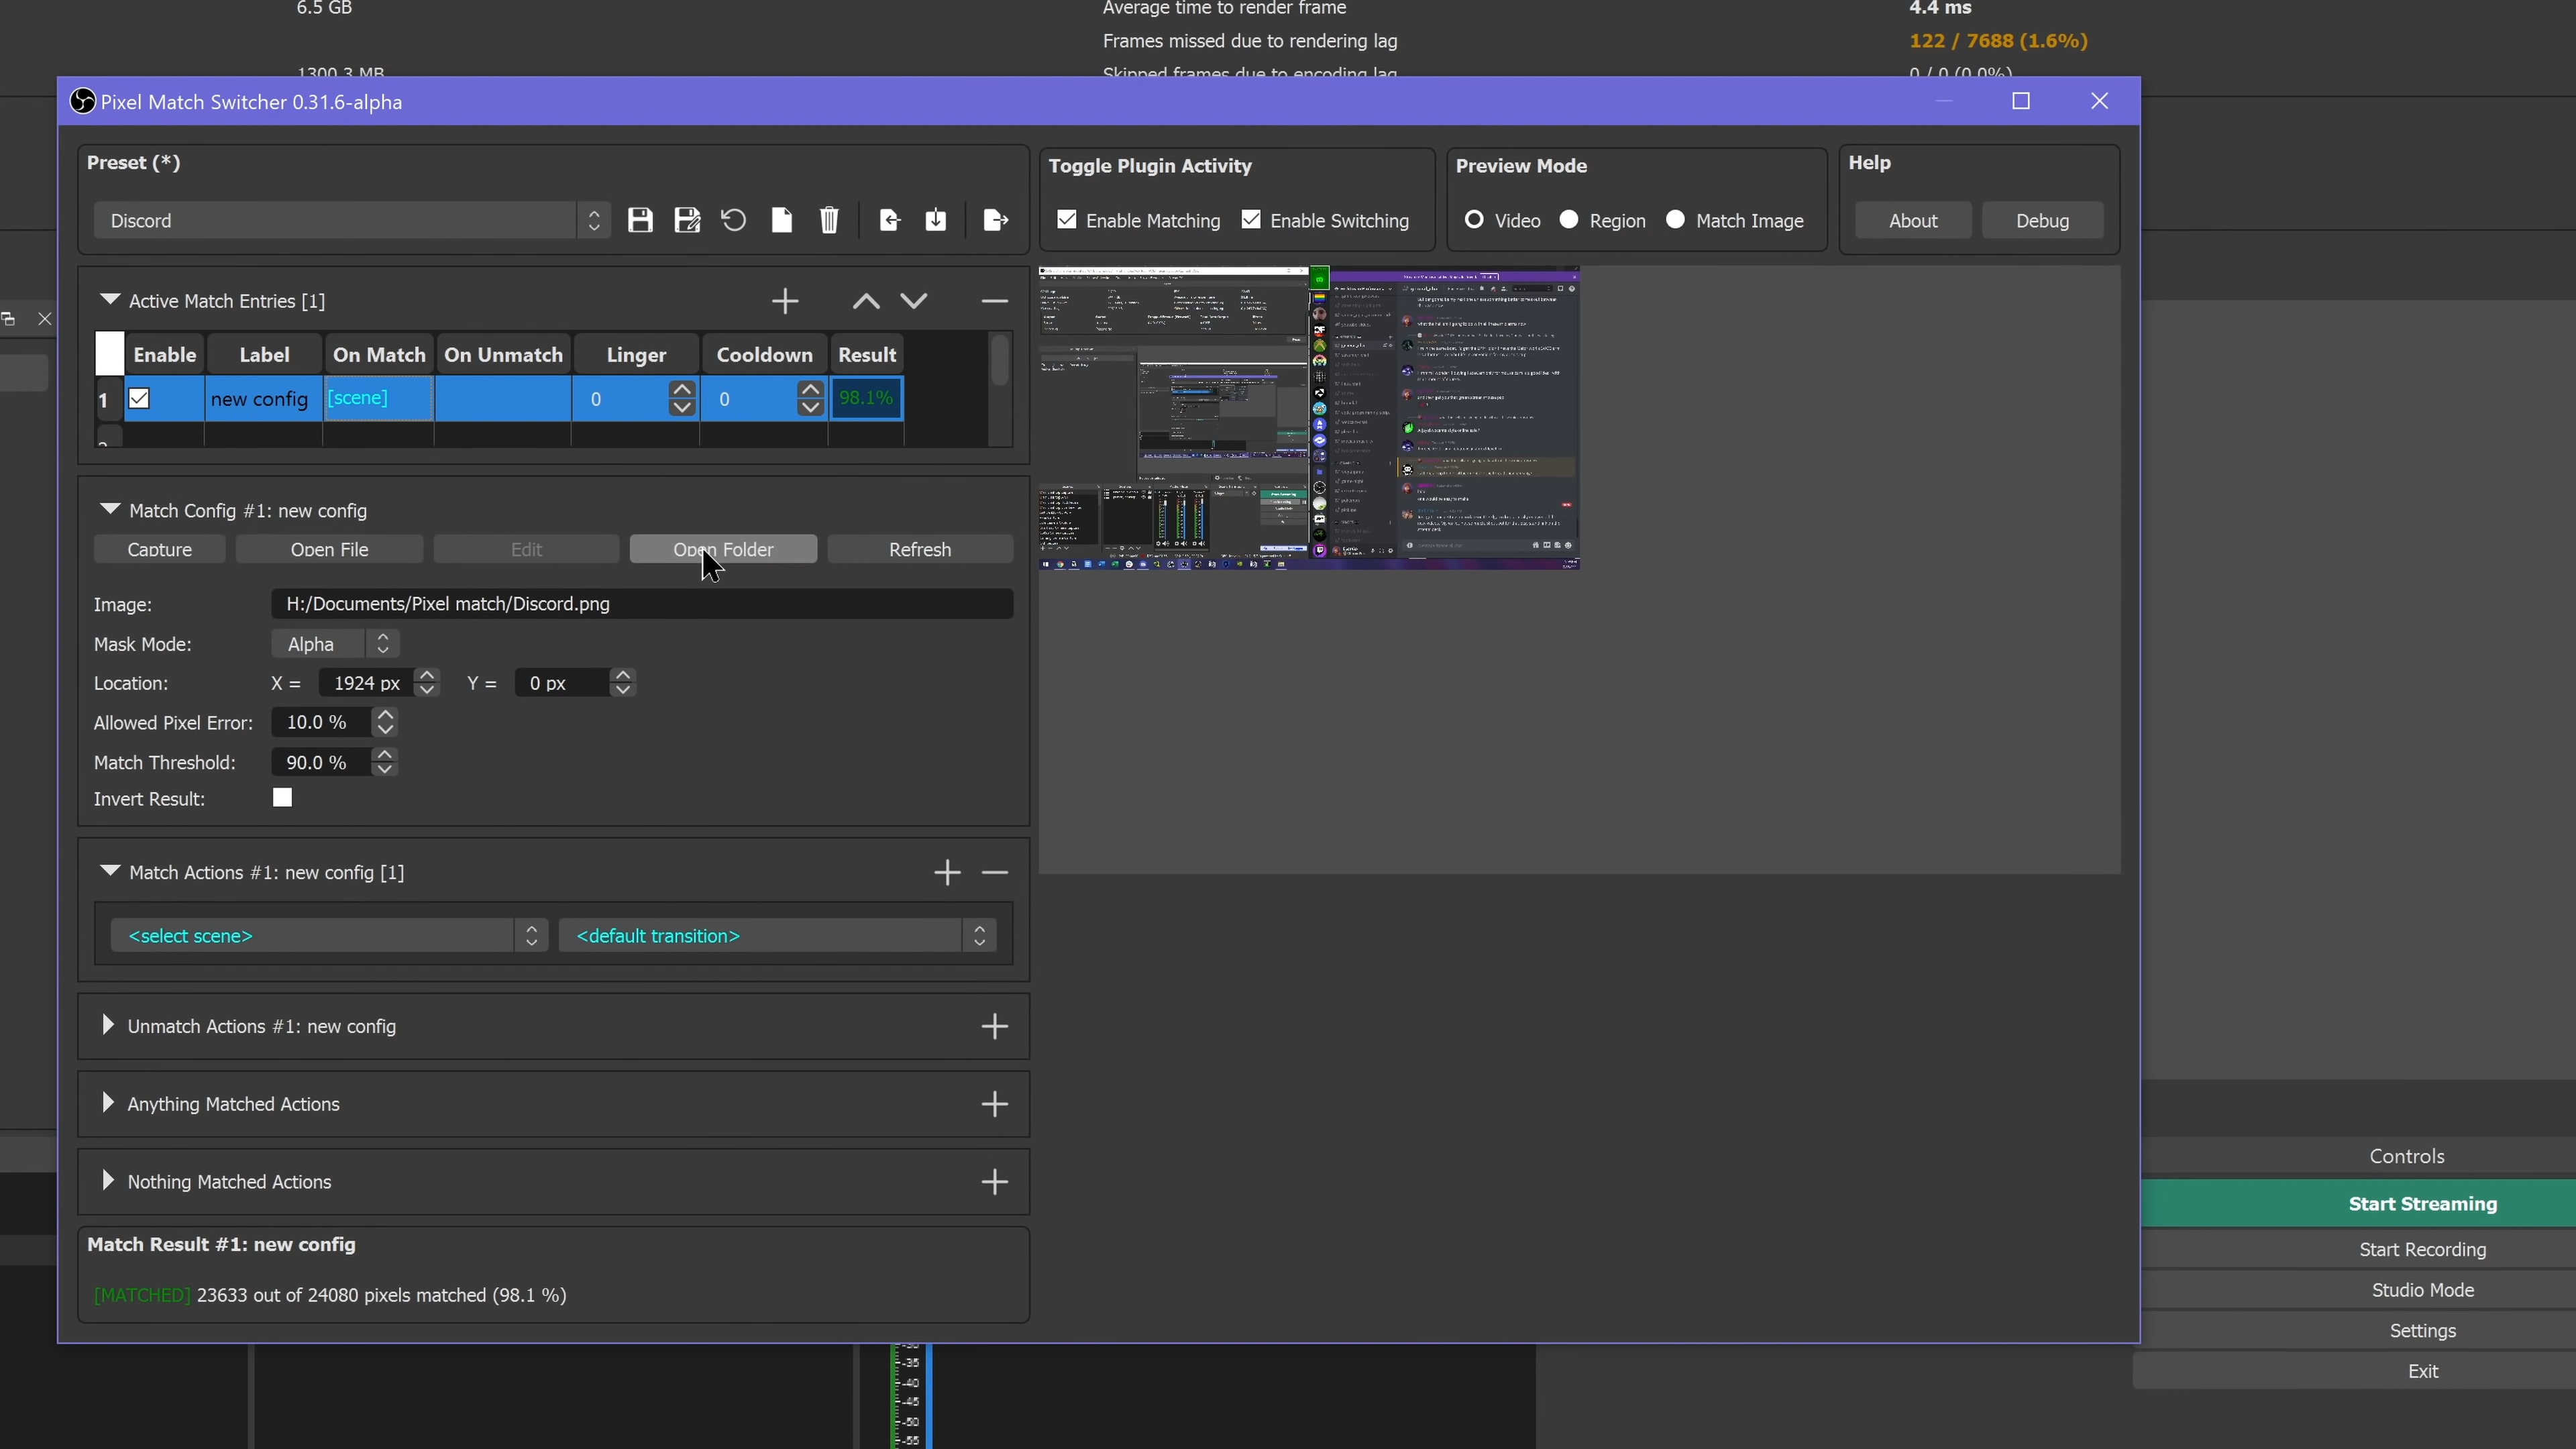 6.5 GB
Average time to render frame
4.4 ms
Frames missed due to rendering lag
122 / 7688 (1.6%)
1300.3 MB
Skipped frames due to encoding lag
0 / 0 (0.0%)
Pixel Match Switcher 0.31.6-alpha
Preset (*)
Toggle Plugin Activity
Preview Mode
Help
Discord
Enable Matching
Enable Switching
Video
Region
Match Image
About
Debug
Active Match Entries [1]
Enable
Label
On Match
On Unmatch
Linger
Cooldown
Result
1
new config
[scene]
0
0
98.1%
Match Config #1: new config
Capture
Open File
Edit
Open Folder
Refresh
Image:
H:/Documents/Pixel match/Discord.png
Mask Mode:
Alpha
Location:
X =
1924 px
Y =
0 px
Allowed Pixel Error:
10.0 %
Match Threshold:
90.0 %
Invert Result:
Match Actions #1: new config [1]
<select scene>
<default transition>
Unmatch Actions #1: new config
Anything Matched Actions
Nothing Matched Actions
Match Result #1: new config
[MATCHED] 23633 out of 24080 pixels matched (98.1 %)
Controls
Start Streaming
Start Recording
Studio Mode
Settings
Exit
-35
-40
-45
-50
-55